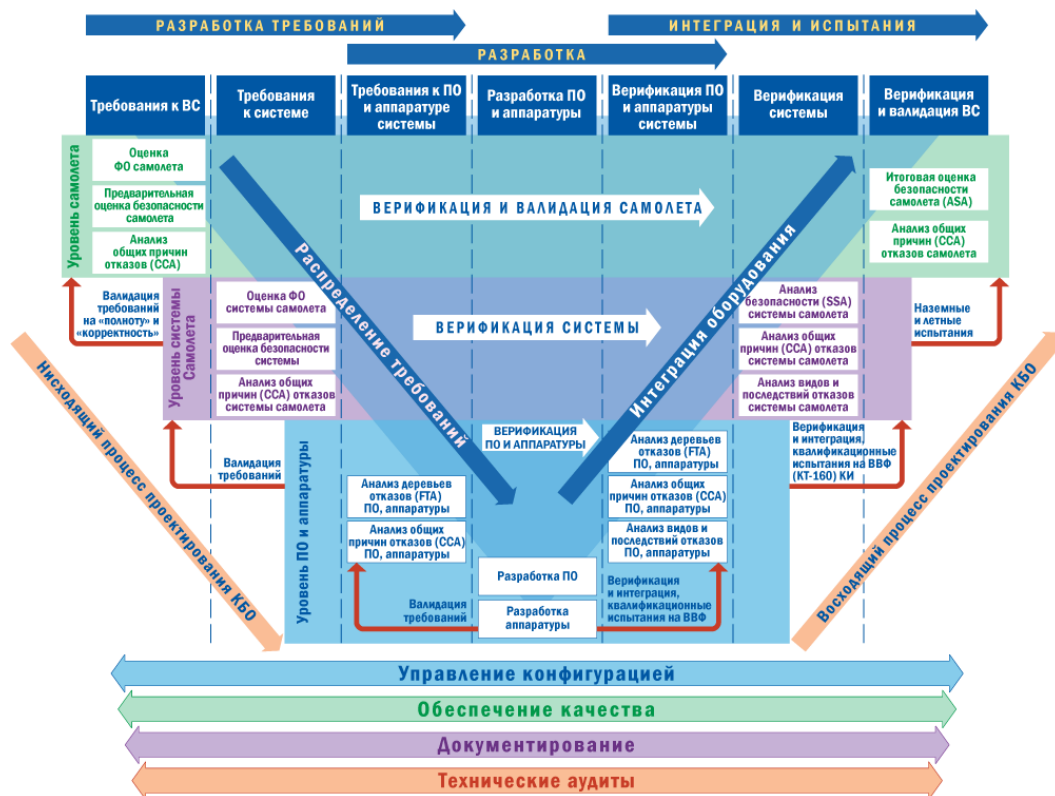 РАЗРАБОТКА ТРЕБОВАНИЙ
ИНТЕГРАЦИЯ И ИСПЫТАНИЯ
РАЗРАБОТКА
Требования к ВС
Требования
к системе
Требования к ПО
и аппаратуре
системы
Разработка ПО
и аппаратуры
Верификация ПО
и аппаратуры
системы
Верификация
системы
Верификация
и валидация ВС
Уровень самолета
Оценка
ФО самолета
Предварительная
оценка безопасности
самолета
Анализ
общих причин
отказов (ССА)
ВЕРИФИКАЦИЯ И ВАЛИДАЦИЯ САМОЛЕТА
Итоговая оценка
безопасности
самолета (ASA)
Анализ общих
причин (ССА)
отказов самолета
Распределение требований
Интеграция оборудования
Валидация
требований
на «полноту» и
«корректность»
Уровень системы
Самолета
Оценка ФО
системы самолета
Предварительная
оценка безопасности
системы
Анализ общих
причин (ССА) отказов
системы самолета
ВЕРИФИКАЦИЯ СИСТЕМЫ
Анализ
безопасности (SSA)
системы самолета
Анализ общих
причин (ССА) отказов
системы самолета
Анализ видов и
последствий отказов
системы самолета
Наземные
и летные
испытания
Нисходящий процесс проектирования КБО
Восходящий процесс проектирования КБО
Валидация
требований
Уровень ПО и аппаратуры
Анализ деревьев
отказов (FTA)
ПО, аппаратуры
Анализ общих
причин отказов (ССА)
ПО, аппаратуры
ВЕРИФИКАЦИЯ
ПО И АППАРАТУРЫ
Анализ деревьев
отказов (FTA)
ПО, аппаратуры
Анализ общих
причин отказов (ССА)
ПО, аппаратуры
Анализ видов и
последствий отказов
ПО, аппаратуры
Верификация
и интеграция,
квалификационные
испытания на ВВФ
(КТ-160) КИ
Валидация
требований
Разработка ПО
Разработка
аппаратуры
Верификация
и интеграция,
квалификационные
испытания на ВВФ
Управление конфигурацией
Обеспечение качества
Документирование
Технические аудиты